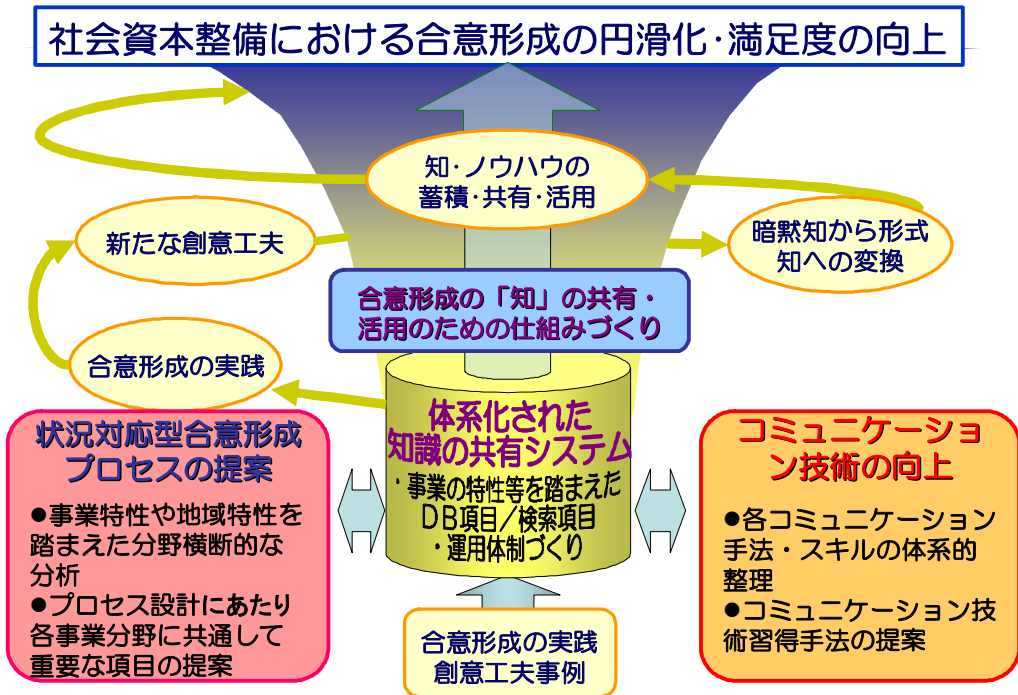 社会資本整備における合意形成の円滑化・満足度の向上
知・ノウハウの
蓄積・共有・活用
新たな創意工夫
暗黙知から形式
知への変換
合意形成の「知」の共有・
活用のための仕組みづくり
合意形成の実践
体系化された
知識の共有システム
・事業の特性等を踏まえた
DB項目/検索項目
・運用体制づくり
状況対応型合意形成
プロセスの提案
●事業特性や地域特性を
踏まえた分野横断的な
分析
●プロセス設計にあたり
各事業分野に共通して
重要な項目の提案
コミュニケーショ
ン技術の向上
●各コミュニケーション
手法・スキルの体系的
整理
●コミュニケーション技
術習得手法の提案
合意形成の実践
創意工夫事例